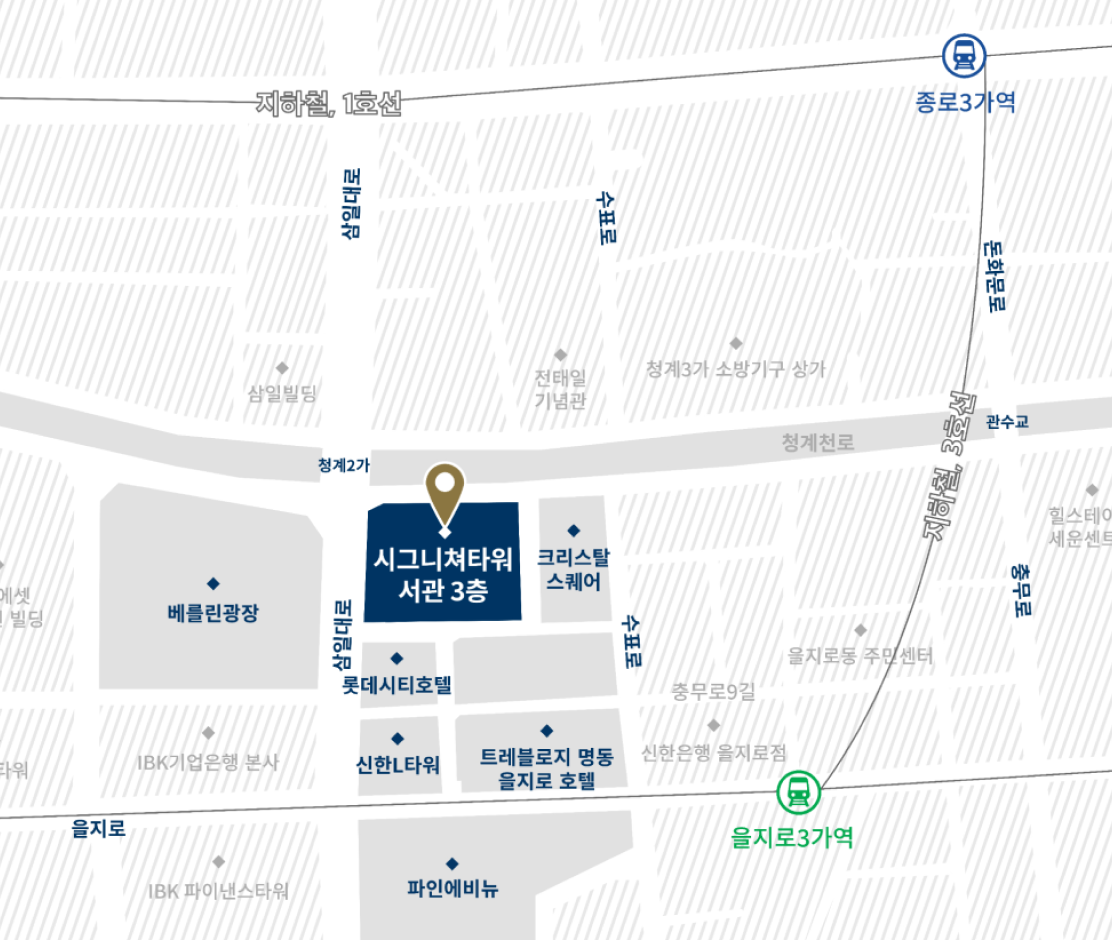 종로3가역
지하철, 1호선
삼일대로
수표로
돈화문로
청계3가 소방기구 상가
삼일빌딩
전태일
기념관
관수교
청계천로
청계2가
지하철, 3호선
힐스테이
세운센트
시그니쳐타워
서관 3층
크리스탈
스퀘어
베를린광장
에셋
빌딩
충무로
삼일대로
수표로
을지로동 주민센터
롯데시티호텔
충무로9길
신한은행 을지로점
IBK기업은행 본사
신한L타워
트레블로지 명동
을지로 호텔
타워
을지로
을지로3가역
IBK 파이낸스타워
파인에비뉴